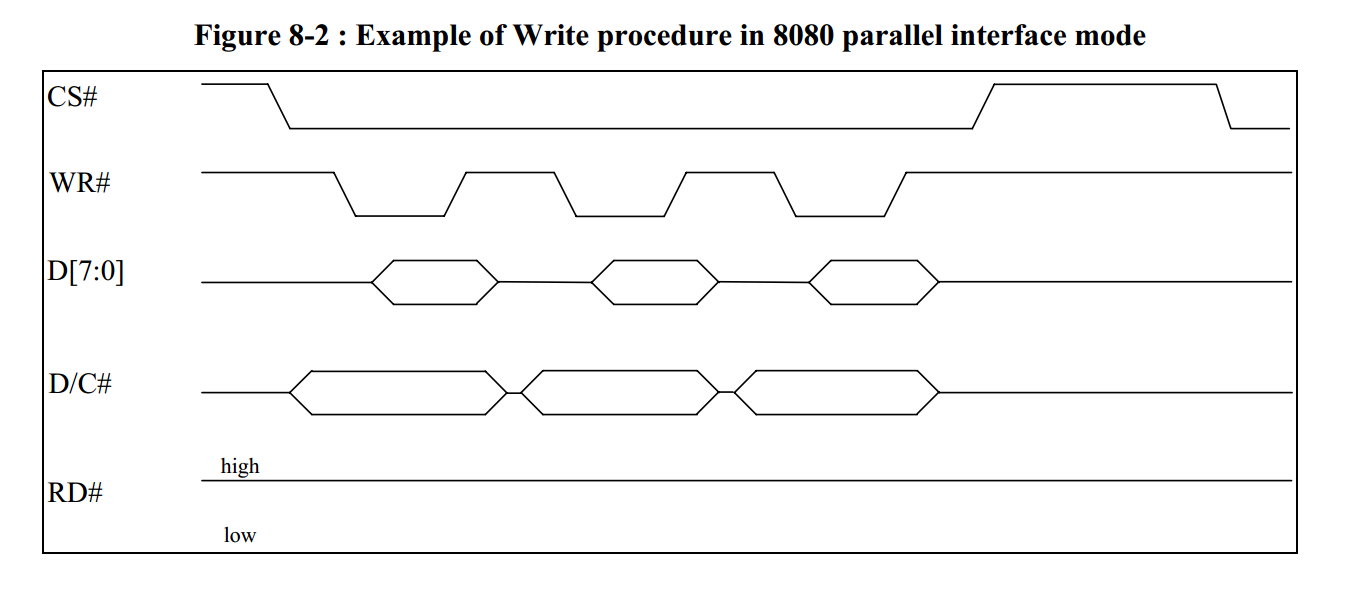 Figure 8-2 : Example of Write procedure in 8080 parallel interface mode
CS#
WR#
D[7:0]
D/C#
high
RD#
low